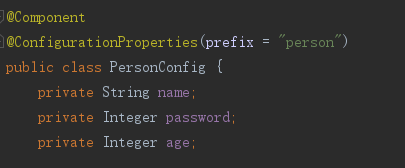 @Component
@ConfigurationProperties(prefix = "person")
public class PersonConfig {
private String name;
private Integer password;
private Integer age;